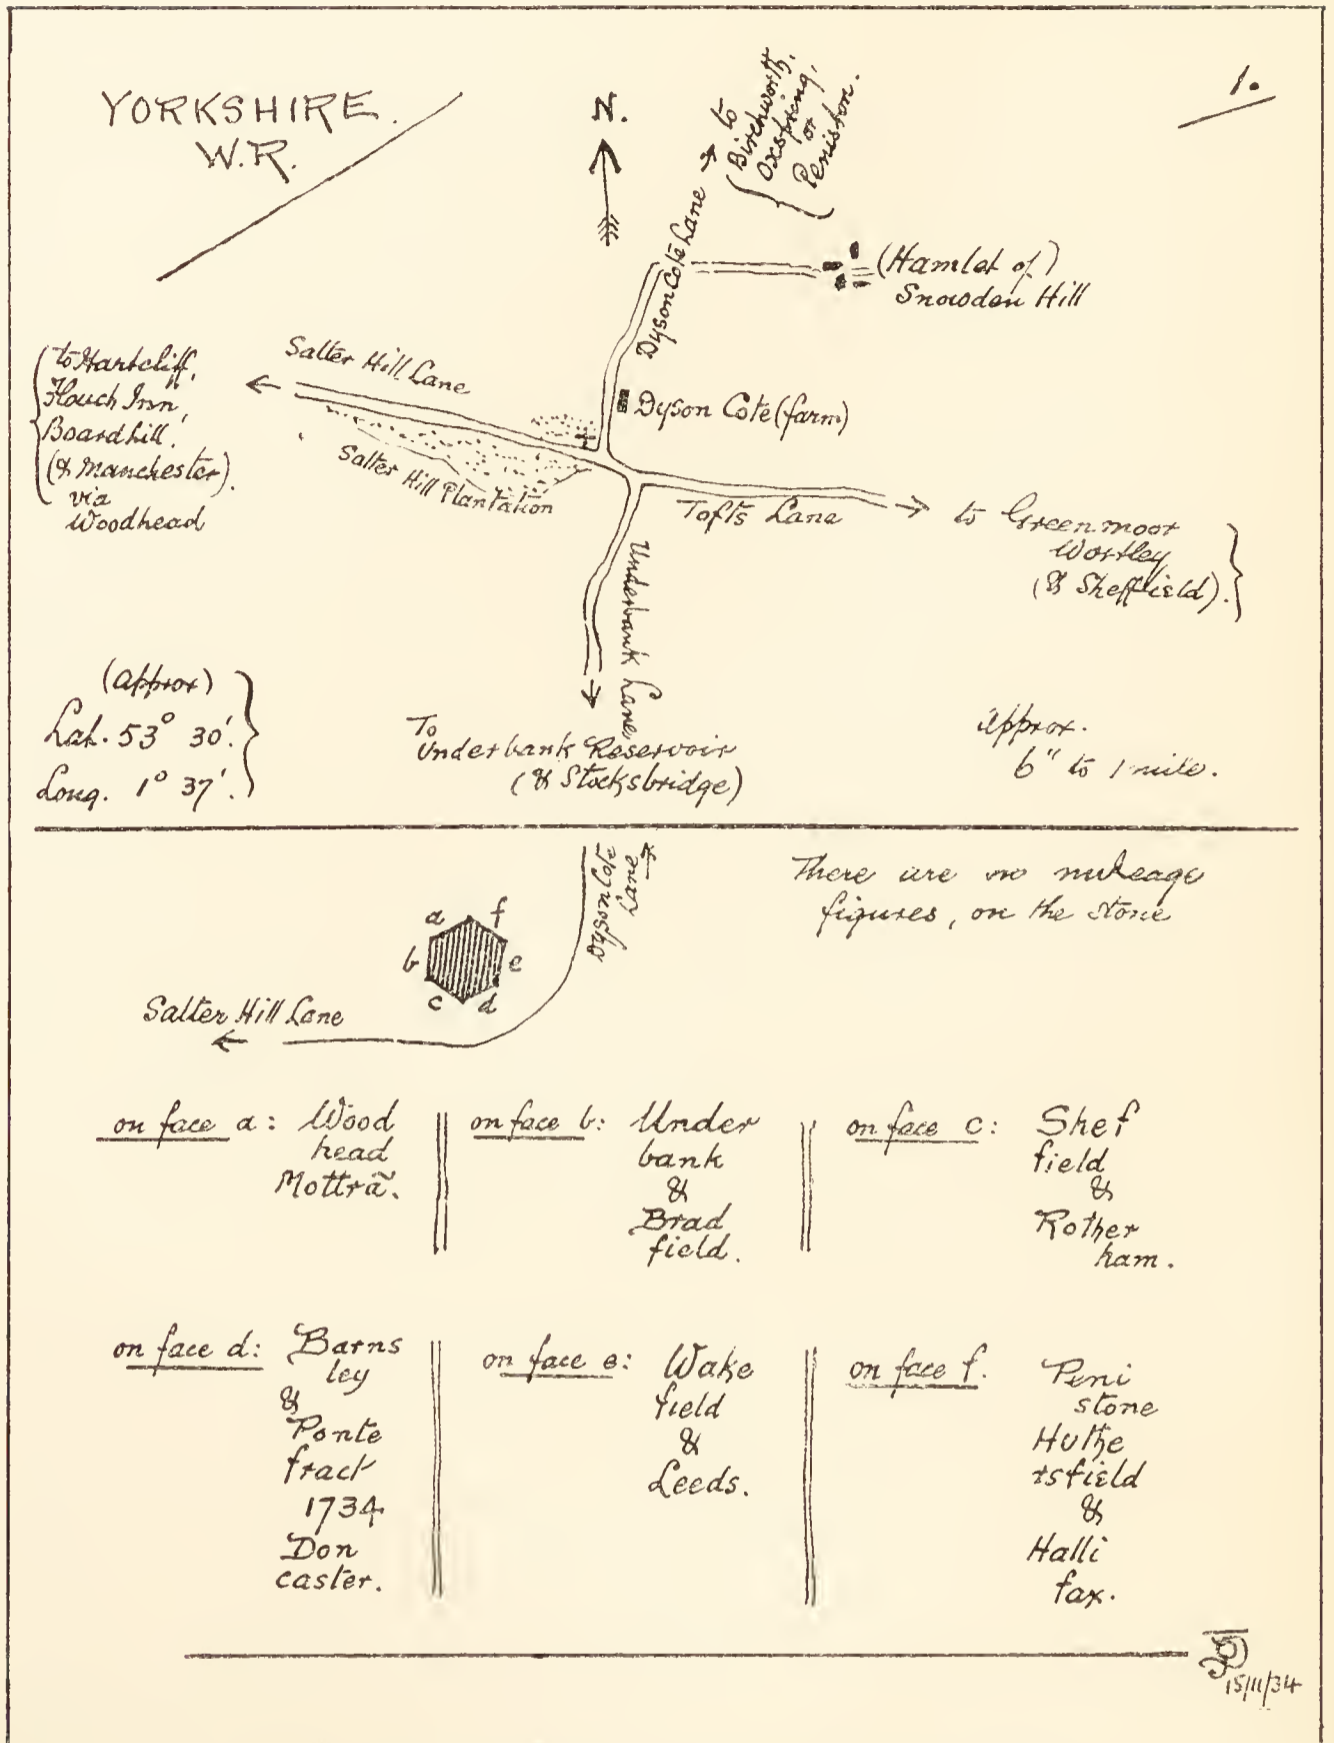 YORKSHIRE.
W.R.
N.
1.
to
Birchworth,
Oxspring,
or
Peniston.
Dyson Cote Lane
(Hamlet of)
Snowden Hill
Salter Hill Lane
to Hartcliff,
Flouch Inn,
Boardhill.
(& Manchester).
via
Woodhead
Dyson Cote (farm)
Salter Hill Plantation
Tofts Lane
to Greenmoor
Wortley
(& Sheffield).
Underbank Lane
(approx)
Lat. 53° 30'.
Long. 1° 37'.
To
Underbank Reservoir
(& Stocksbridge)
approx.
6" to 1 mile.
Dyson Cote
Lane
There are no mileage
figures, on the stone
a
f
b
e
c
d
Salter Hill Lane
on face a: Wood
head
Mottrã.
on face b: Under
bank
&
Brad
field.
on face c: Shef
field
&
Rother
ham.
on face d: Barns
ley
&
Ponte
fract
1734
Don
caster.
on face e: Wake
field
&
Leeds.
on face f. Peni
stone
Huthe
rsfield
&
Halli
fax.
15/11/34